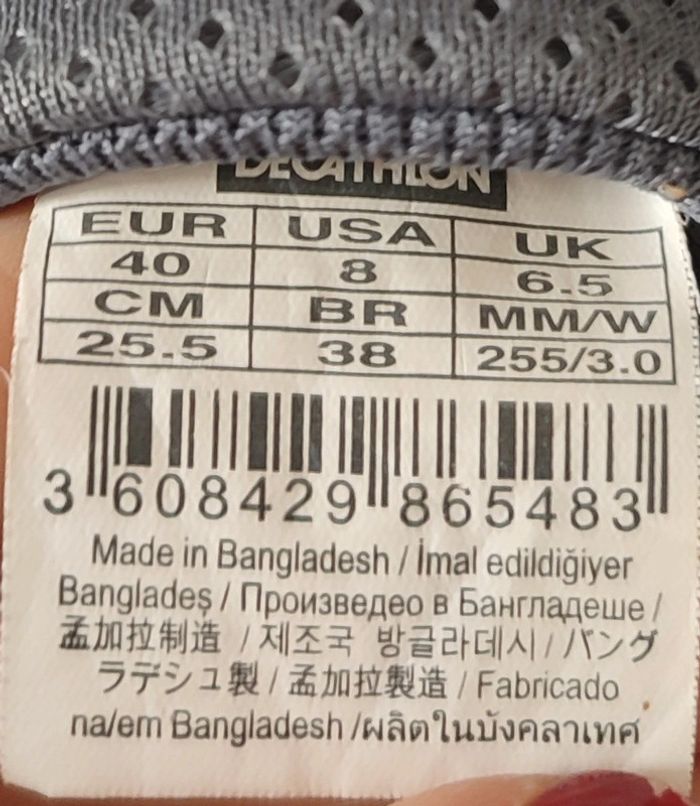 DECATHLON
EUR USA UK
40 8 6.5
CM BR MM/W
25.5 38 255/3.0
3 608429 865483
Made in Bangladesh / İmal edildiğiyer
Bangladeş / Произведео в Бангладеше /
孟加拉制造 / 제조국 방글라데시 / バング
ラデシュ製 / 孟加拉製造 / Fabricado
na/em Bangladesh /ผลิตในบังคลาเทศ